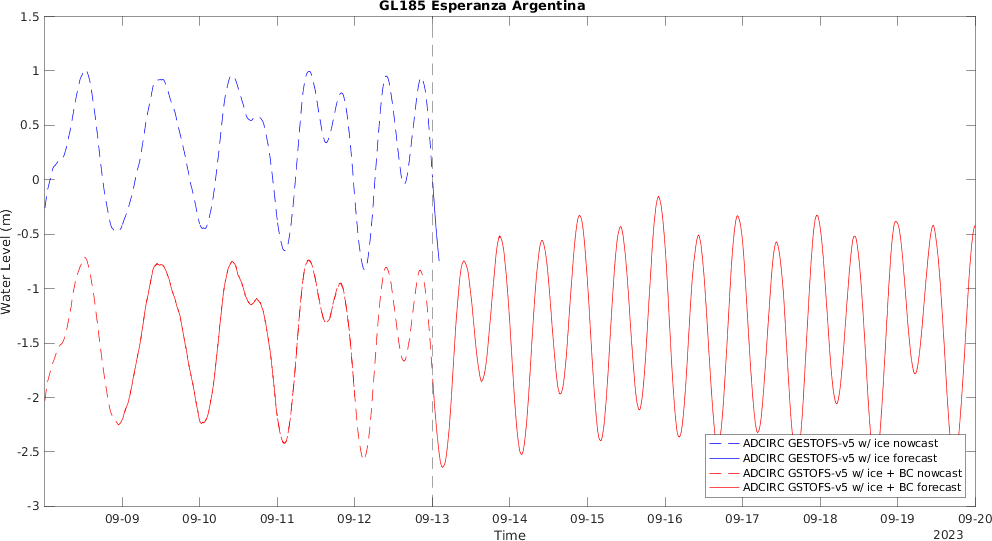 GL185 Esperanza Argentina
1.5
1
0.5
0
-0.5
-1
-1.5
-2
-2.5
-3
Water Level (m)
09-09 09-10 09-11 09-12 09-13 09-14 09-15 09-16 09-17 09-18 09-19 09-20
Time
2023
ADCIRC GESTOFS-v5 w/ ice nowcast
ADCIRC GESTOFS-v5 w/ ice forecast
ADCIRC GSTOFS-v5 w/ ice + BC nowcast
ADCIRC GSTOFS-v5 w/ ice + BC forecast